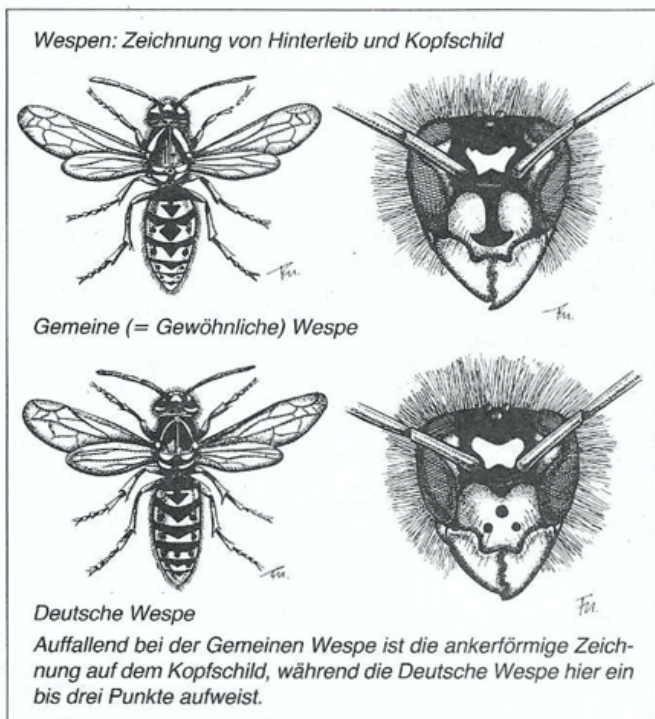 Wespen: Zeichnung von Hinterleib und Kopfschild
Gemeine (= Gewöhnliche) Wespe
Deutsche Wespe
Auffallend bei der Gemeinen Wespe ist die ankerförmige Zeich-
nung auf dem Kopfschild, während die Deutsche Wespe hier ein
bis drei Punkte aufweist.